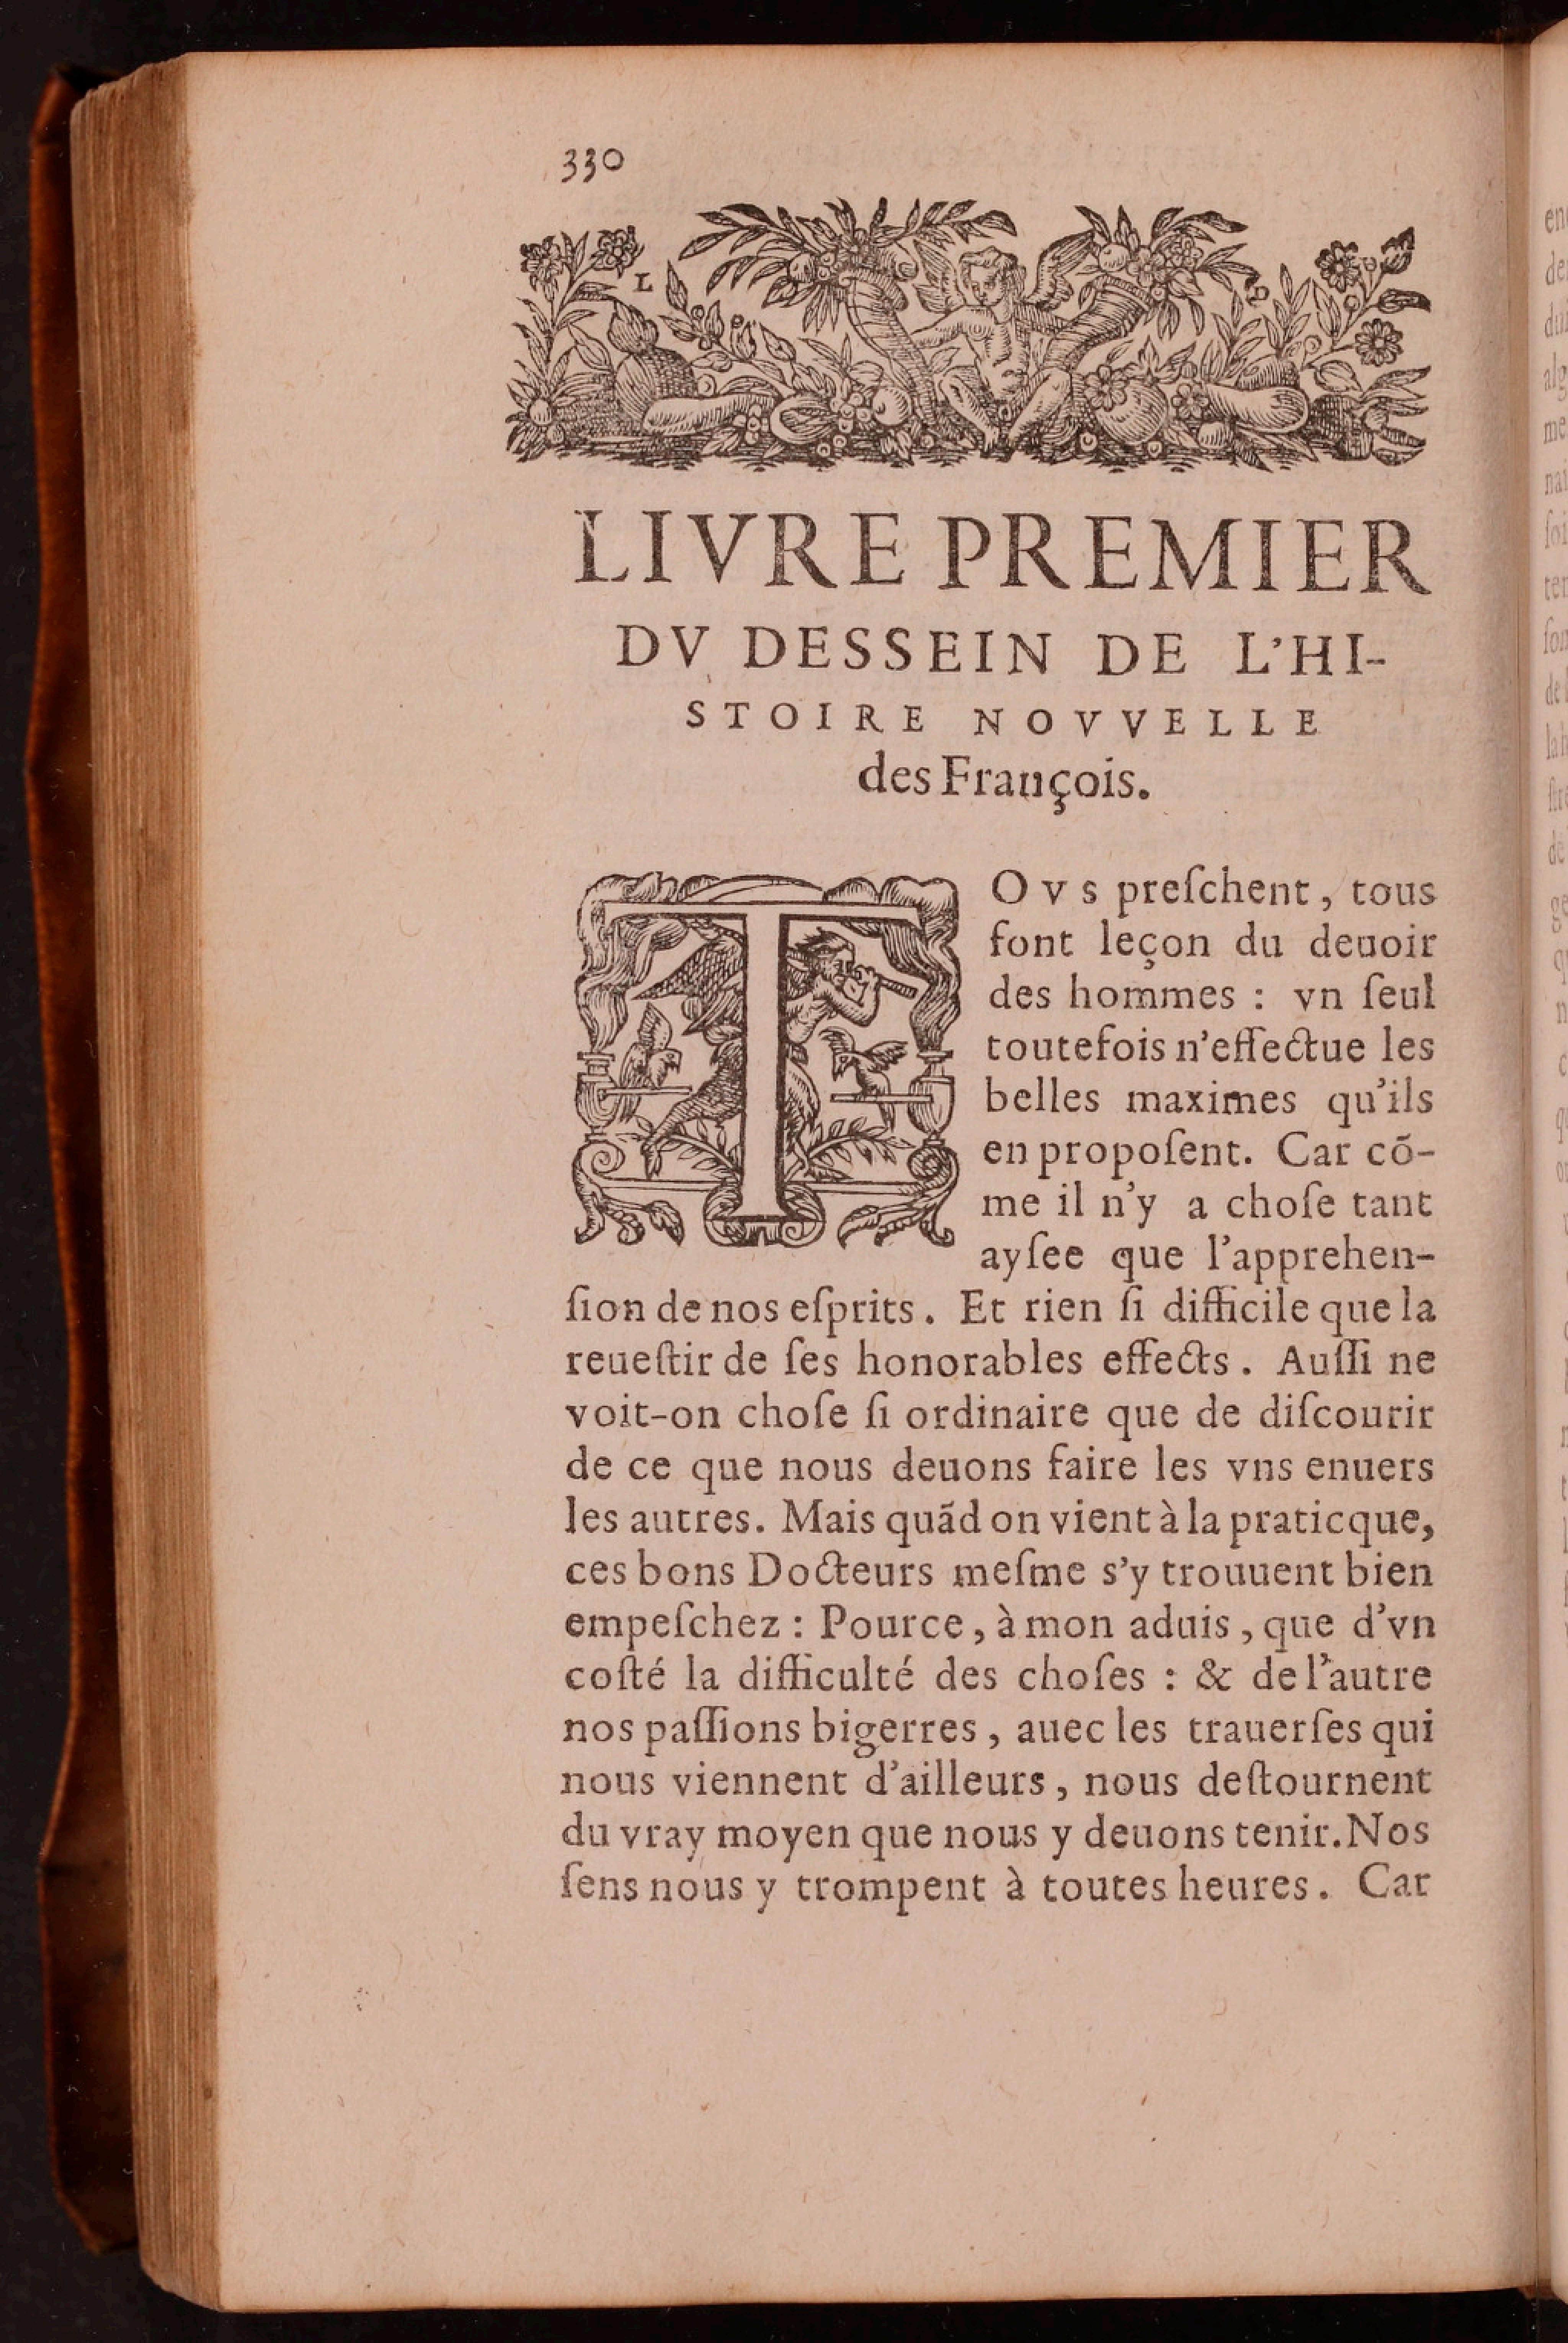 330
L
LIVRE PREMIER
DV DESSEIN DE L'HI-
STOIRE NOVVELLE
des François.
TOvs preſchent, tous
font leçon du deuoir
des hommes : vn ſeul
toutefois n'effectue les
belles maximes qu'ils
en propoſent. Car cõ-
me il n'y a choſe tant
ayſee que l'apprehen-
ſion de nos eſprits. Et rien ſi difficile que la
reueſtir de ſes honorables effects. Auſſi ne
voit-on choſe ſi ordinaire que de diſcourir
de ce que nous deuons faire les vns enuers
les autres. Mais quãd on vient à la praticque,
ces bons Docteurs meſme s'y trouuent bien
empeſchez : Pource, à mon aduis, que d'vn
coſté la difficulté des choſes : & de l'autre
nos paſſions bigerres, auec les trauerſes qui
nous viennent d'ailleurs, nous deſtournent
du vray moyen que nous y deuons tenir. Nos
ſens nous y trompent à toutes heures. Car